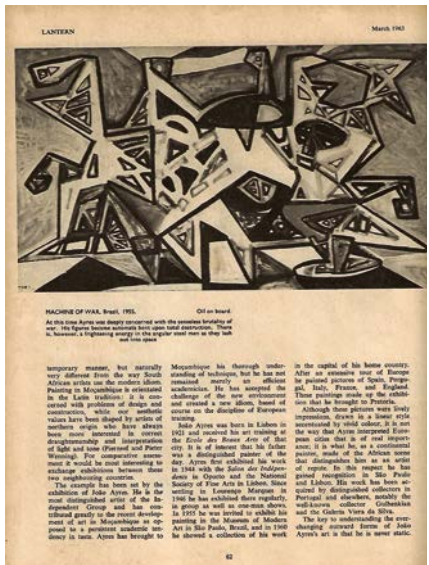 LANTERN
March 1963
MACHINE OF WAR, Brazil, 1955.
Oil on board.
At this time Ayres was deeply concerned with the senseless brutality of
war. His figures become automata bent upon total destruction. There
is, however, a frightening energy in the angular steel men as they lash
out into space
temporary manner, but naturally
very different from the way South
African artists use the modern idiom.
Painting in Moçambique is orientated
in the Latin tradition: it is con-
cerned with problems of design and
construction, while our aesthetic
values have been shaped by artists of
northern origin who have always
been more interested in correct
draughtsmanship and interpretation
of light and tone (Pierneef and Pieter
Wenning). For comparative assess-
ment it would be most interesting to
exchange exhibitions between these
two neighbouring countries.
The example has been set by the
exhibition of João Ayres. He is the
most distinguished artist of the In-
dependent Group and has con-
tributed greatly to the recent develop-
ment of art in Moçambique as op-
posed to a persistent academic ten-
dency in taste. Ayres has brought to
Moçambique his thorough under-
standing of technique, but he has not
remained merely an efficient
academician. He has accepted the
challenge of the new environment
and created a new idiom, based of
course on the discipline of European
training.
João Ayres was born in Lisbon in
1921 and received his art training at
the Ecole des Beaux Arts of that
city. It is of interest that his father
was a distinguished painter of the
day. Ayres first exhibited his work
in 1944 with the Salon des Indépen-
dents in Oporto and the National
Society of Fine Arts in Lisbon. Since
settling in Lourenço Marques in
1946 he has exhibited there regularly,
in group as well as one-man shows.
In 1955 he was invited to exhibit his
painting in the Museum of Modern
Art in São Paulo, Brazil, and in 1960
he showed a collection of his work
in the capital of his home country.
After an extensive tour of Europe
he painted pictures of Spain, Portu-
gal, Italy, France, and England.
These paintings made up the exhibi-
tion that he brought to Pretoria.
Although these pictures were lively
impressions, drawn in a linear style
accentuated by vivid colour, it is not
the way that Ayres interpreted Euro-
pean cities that is of real import-
ance; it is what he, as a continental
painter, made of the African scene
that distinguishes him as an artist
of repute. In this respect he has
gained recognition in São Paulo
and Lisbon. His work has been ac-
quired by distinguished collectors in
Portugal and elsewhere, notably the
well-known collector Gulbenkian
and the Galeria Viera da Silva.
The key to understanding the ever-
changing outward forms of João
Ayres's art is that he is never static.
62